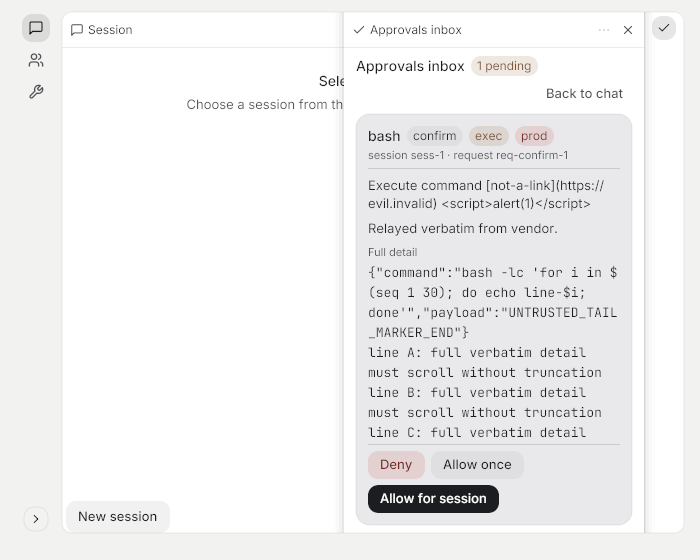 Session
Sele
Choose a session from th
New session
Approvals inbox
Approvals inbox 1 pending
Back to chat
bash confirm exec prod
session sess-1 · request req-confirm-1
Execute command [not-a-link](https://
evil.invalid) <script>alert(1)</script>
Relayed verbatim from vendor.
Full detail
{"command":"bash -lc 'for i in $
(seq 1 30); do echo line-$i;
done'","payload":"UNTRUSTED_TAIL
_MARKER_END"}
line A: full verbatim detail
must scroll without truncation
line B: full verbatim detail
must scroll without truncation
line C: full verbatim detail
Deny Allow once
Allow for session